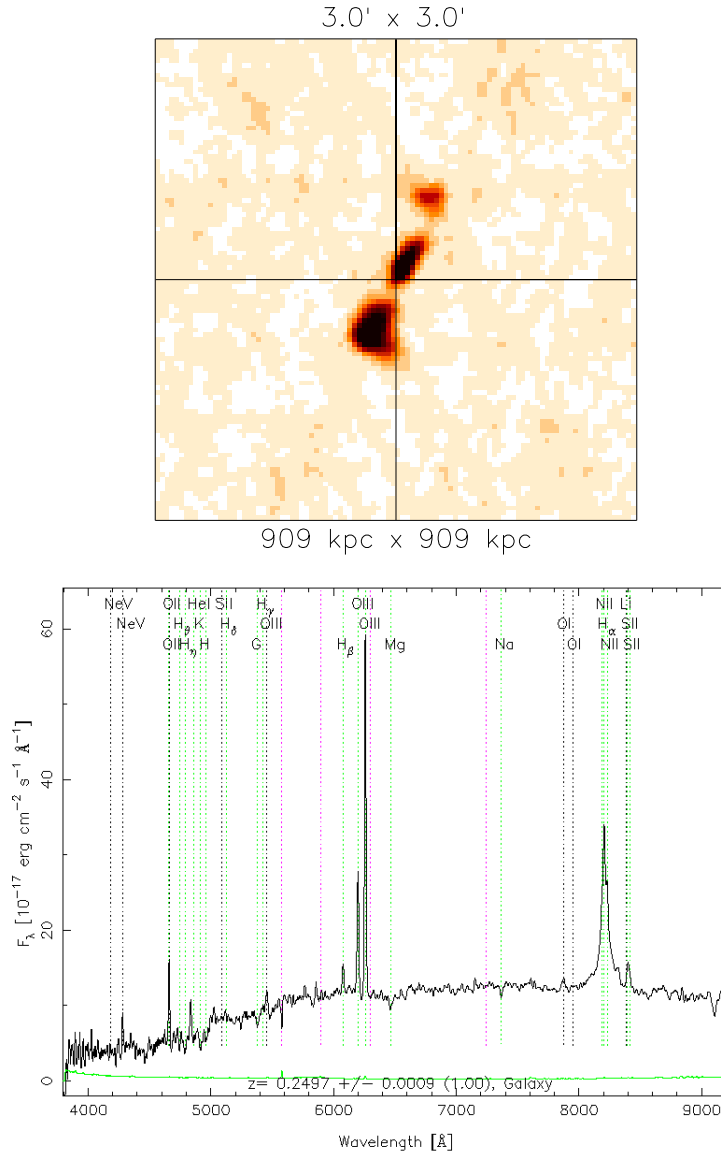 3.0' x 3.0'
909 kpc x 909 kpc
NeV OII HeI SII Hγ OIII NII Li
NeV Hθ K Hδ OIII OIII OI Hα SII
OII Hη H G Hβ Mg Na OI NII SII
60
40
20
0
Fλ [10⁻¹⁷ erg cm⁻² s⁻¹ Å⁻¹]
z= 0.2497 +/- 0.0009 (1.00), Galaxy
4000 5000 6000 7000 8000 9000
Wavelength [Å]